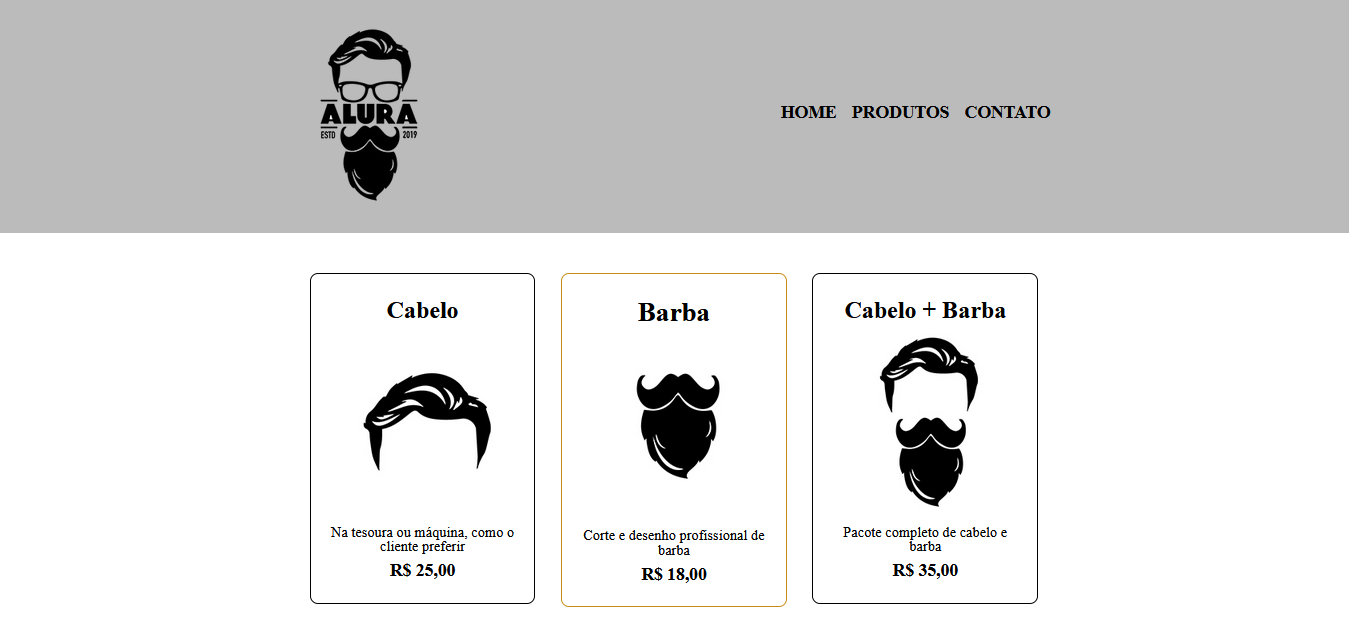 ALURA
ESTD 2019
HOME PRODUTOS CONTATO
Cabelo
Na tesoura ou máquina, como o
cliente preferir
R$ 25,00
Barba
Corte e desenho profissional de
barba
R$ 18,00
Cabelo + Barba
Pacote completo de cabelo e
barba
R$ 35,00